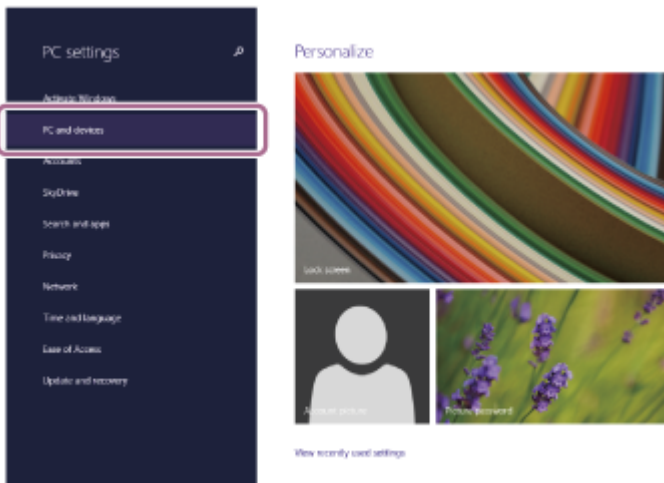 PC settings
Activate Windows
PC and devices
Accounts
SkyDrive
Search and apps
Privacy
Network
Time and language
Ease of Access
Update and recovery
Personalize
Lock screen
Account picture
Picture password
View recently used settings